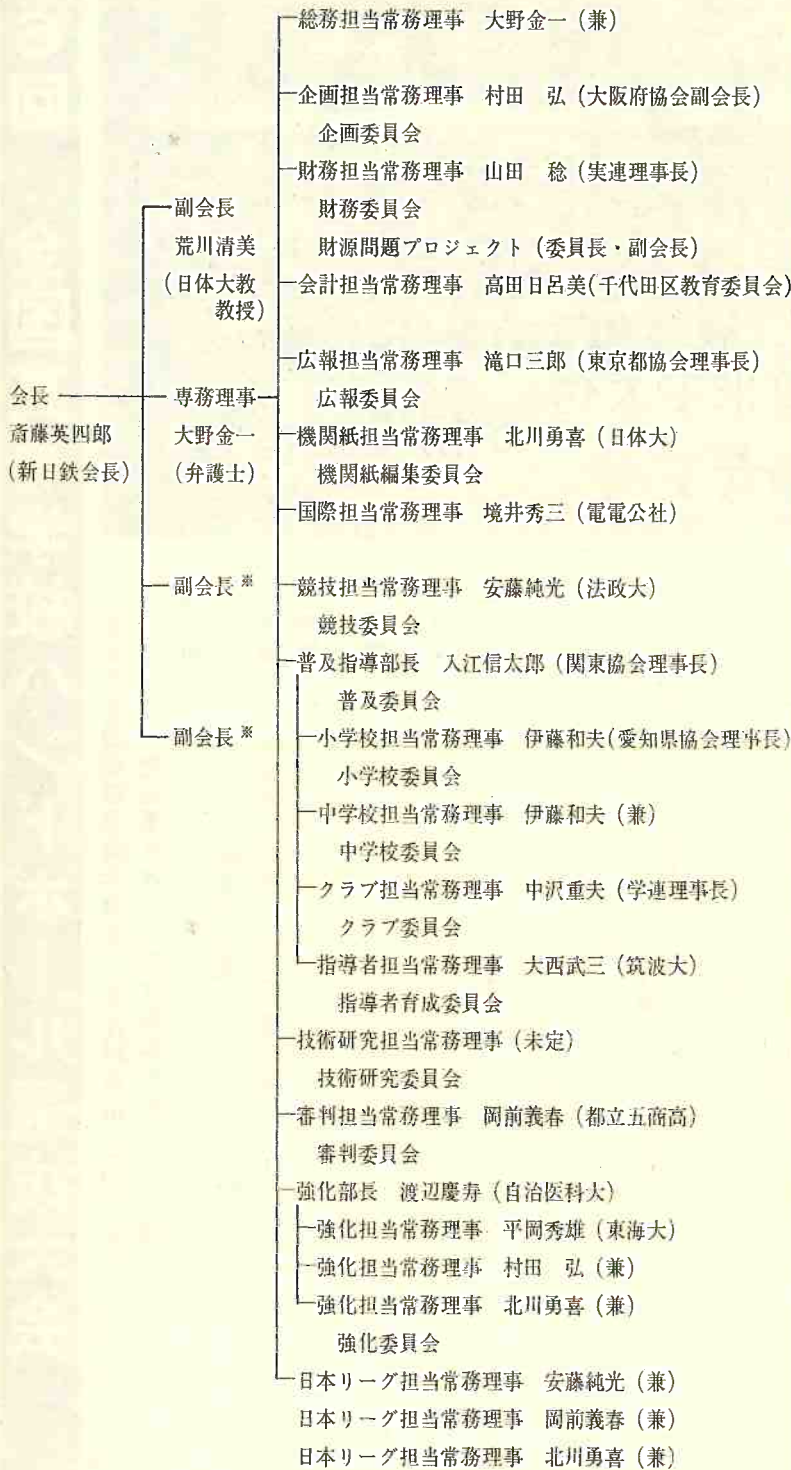 会長
斎藤英四郎
(新日鉄会長)
副会長
荒川清美
(日体大教
教授)
専務理事
大野金一
(弁護士)
副会長※
副会長※
総務担当常務理事 大野金一(兼)
企画担当常務理事 村田 弘(大阪府協会副会長)
企画委員会
財務担当常務理事 山田 稔(実連理事長)
財務委員会
財源問題プロジェクト(委員長・副会長)
会計担当常務理事 高田日呂美(千代田区教育委員会)
広報担当常務理事 滝口三郎(東京都協会理事長)
広報委員会
機関紙担当常務理事 北川勇喜(日体大)
機関紙編集委員会
国際担当常務理事 境井秀三(電電公社)
競技担当常務理事 安藤純光(法政大)
競技委員会
普及指導部長 入江信太郎(関東協会理事長)
普及委員会
小学校担当常務理事 伊藤和夫(愛知県協会理事長)
小学校委員会
中学校担当常務理事 伊藤和夫(兼)
中学校委員会
クラブ担当常務理事 中沢重夫(学連理事長)
クラブ委員会
指導者担当常務理事 大西武三(筑波大)
指導者育成委員会
技術研究担当常務理事(未定)
技術研究委員会
審判担当常務理事 岡前義春(都立五商高)
審判委員会
強化部長 渡辺慶寿(自治医科大)
強化担当常務理事 平岡秀雄(東海大)
強化担当常務理事 村田 弘(兼)
強化担当常務理事 北川勇喜(兼)
強化委員会
日本リーグ担当常務理事 安藤純光(兼)
日本リーグ担当常務理事 岡前義春(兼)
日本リーグ担当常務理事 北川勇喜(兼)